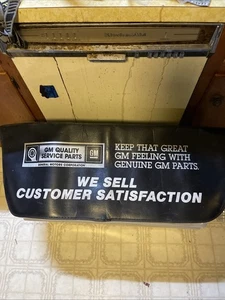 GM QUALITY
SERVICE PARTS
GENERAL MOTORS CORPORATION
GM
KEEP THAT GREAT
GM FEELING WITH
GENUINE GM PARTS.
WE SELL
CUSTOMER SATISFACTION